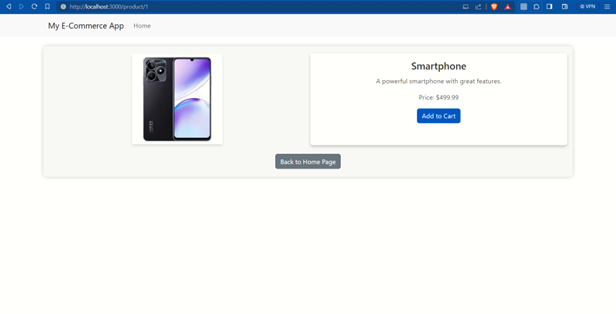 http://localhost:3000/product/1
VPN
My E-Commerce App
Home
Smartphone
A powerful smartphone with great features.
Price: $499.99
Add to Cart
Back to Home Page